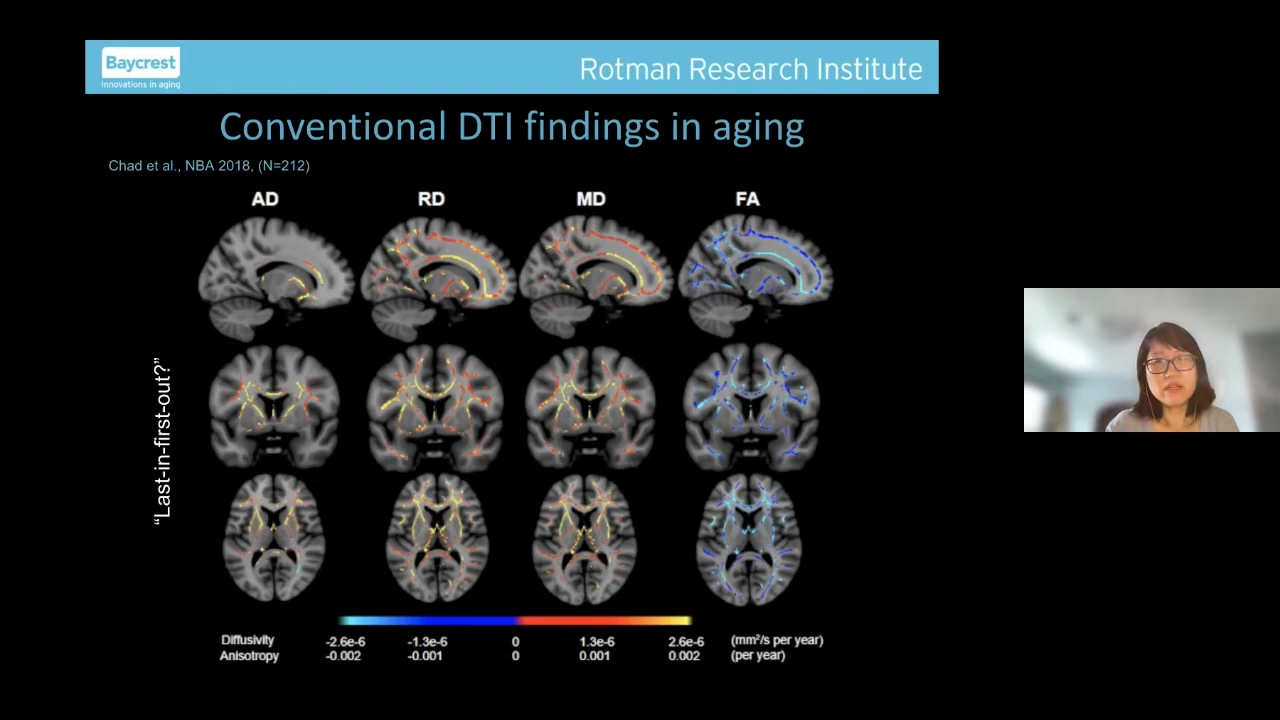 Baycrest
Innovations in aging
Rotman Research Institute
Conventional DTI findings in aging
Chad et al., NBA 2018, (N=212)
AD RD MD FA
“Last-in-first-out?”
Diffusivity -2.6e-6 -1.3e-6 0 1.3e-6 2.6e-6 (mm²/s per year)
Anisotropy -0.002 -0.001 0 0.001 0.002 (per year)